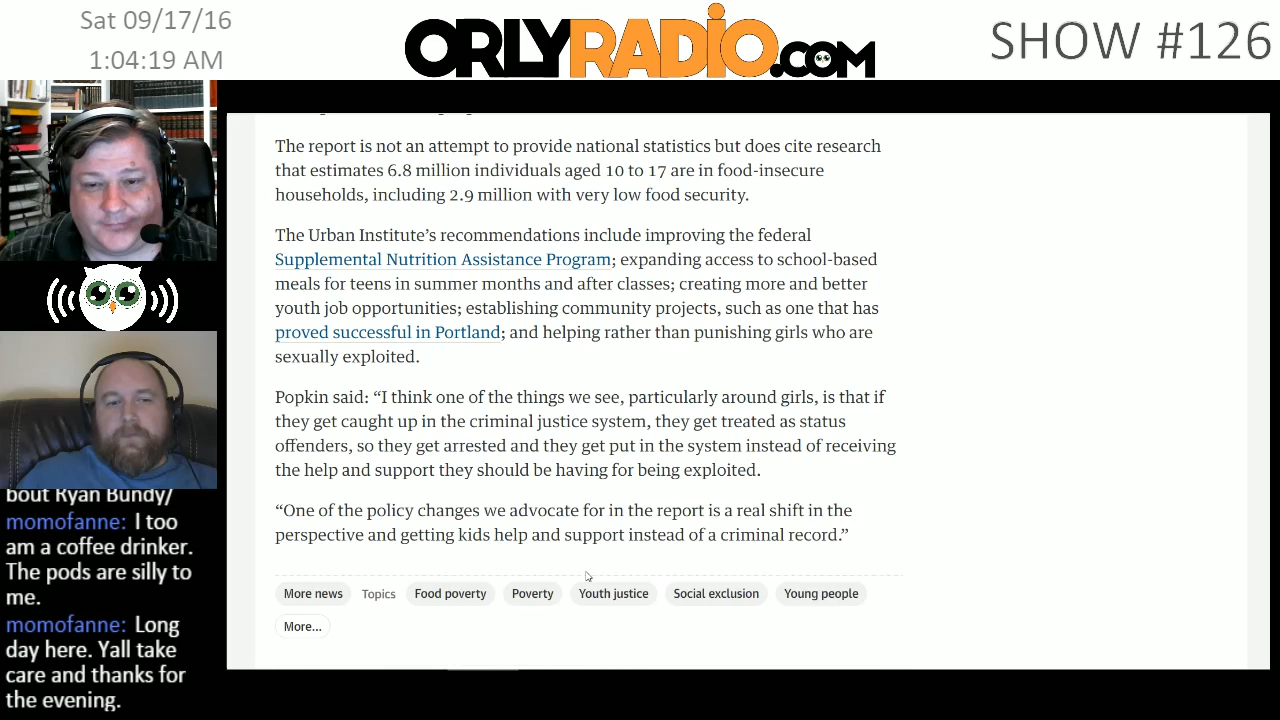 Sat 09/17/16
1:04:19 AM
ORLYRADIO.COM
SHOW #126
The report is not an attempt to provide national statistics but does cite research
that estimates 6.8 million individuals aged 10 to 17 are in food-insecure
households, including 2.9 million with very low food security.
The Urban Institute’s recommendations include improving the federal
Supplemental Nutrition Assistance Program; expanding access to school-based
meals for teens in summer months and after classes; creating more and better
youth job opportunities; establishing community projects, such as one that has
proved successful in Portland; and helping rather than punishing girls who are
sexually exploited.
Popkin said: “I think one of the things we see, particularly around girls, is that if
they get caught up in the criminal justice system, they get treated as status
offenders, so they get arrested and they get put in the system instead of receiving
the help and support they should be having for being exploited.
“One of the policy changes we advocate for in the report is a real shift in the
perspective and getting kids help and support instead of a criminal record.”
More news Topics Food poverty Poverty Youth justice Social exclusion Young people
More...
bout Ryan Bundy/
momofanne: I too
am a coffee drinker.
The pods are silly to
me.
momofanne: Long
day here. Yall take
care and thanks for
the evening.